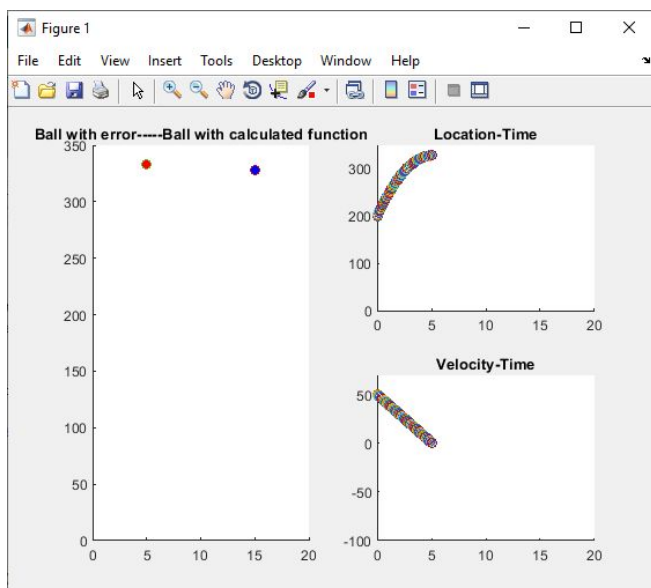 Figure 1
File Edit View Insert Tools Desktop Window Help
Ball with error-----Ball with calculated function
350
300
250
200
150
100
50
0
0 5 10 15 20
Location-Time
300
200
100
0
0 5 10 15 20
Velocity-Time
50
0
-50
-100
0 5 10 15 20